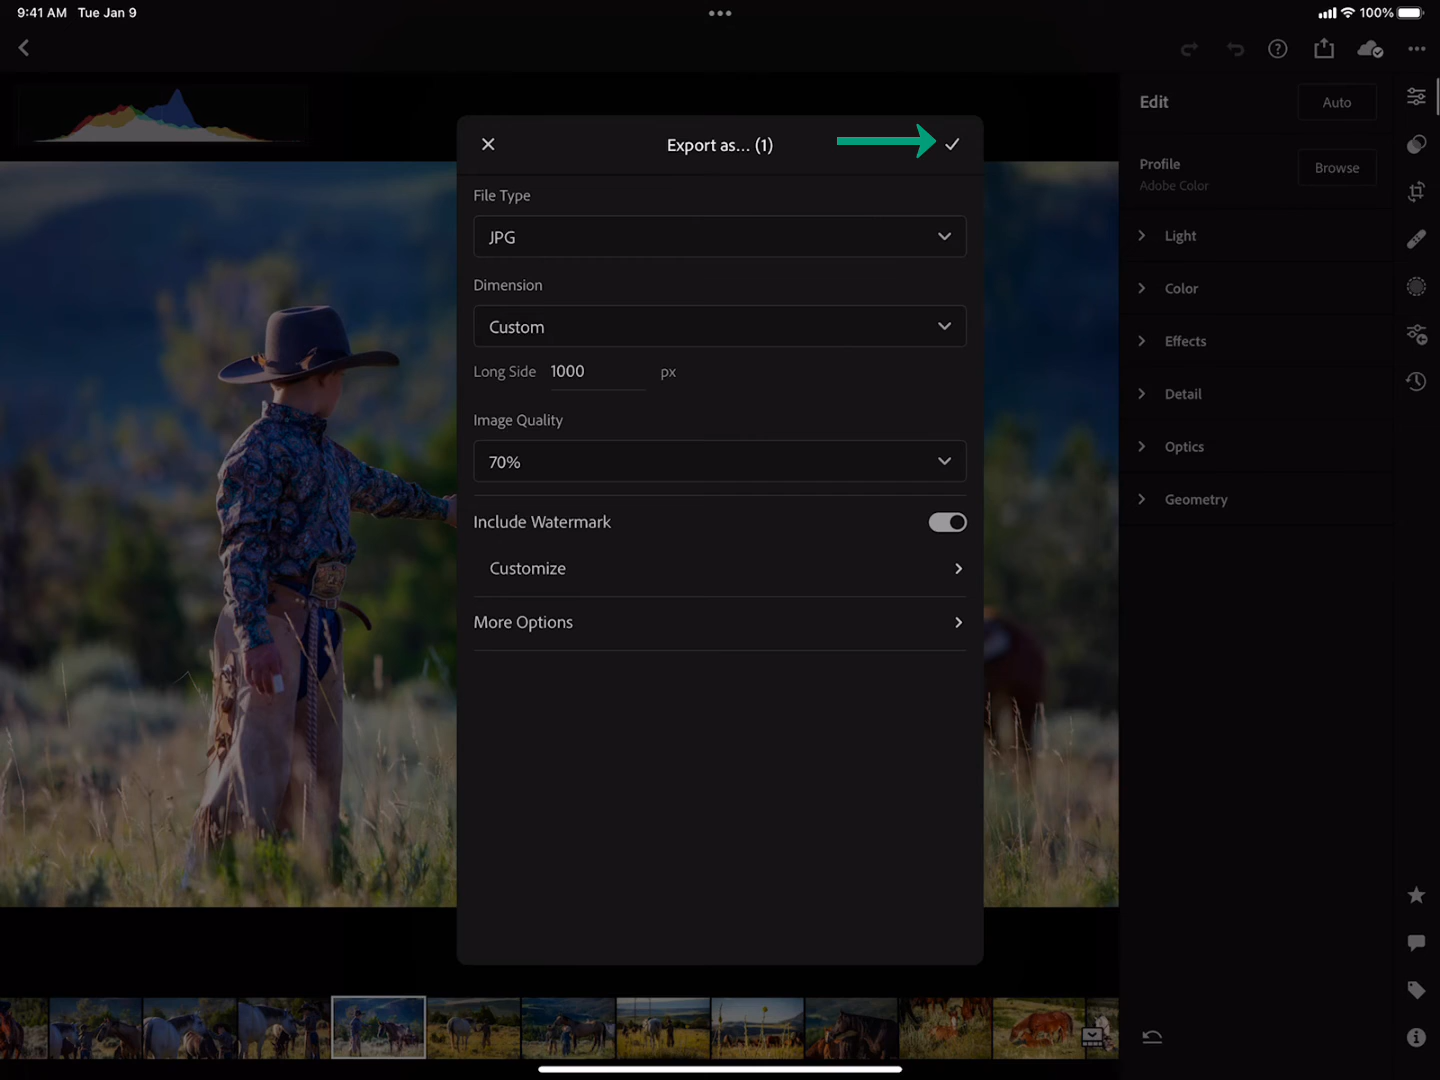 9:41 AM Tue Jan 9
100%
Export as... (1)
File Type
JPG
Dimension
Custom
Long Side 1000 px
Image Quality
70%
Include Watermark
Customize
More Options
Edit
Auto
Profile
Adobe Color
Browse
Light
Color
Effects
Detail
Optics
Geometry